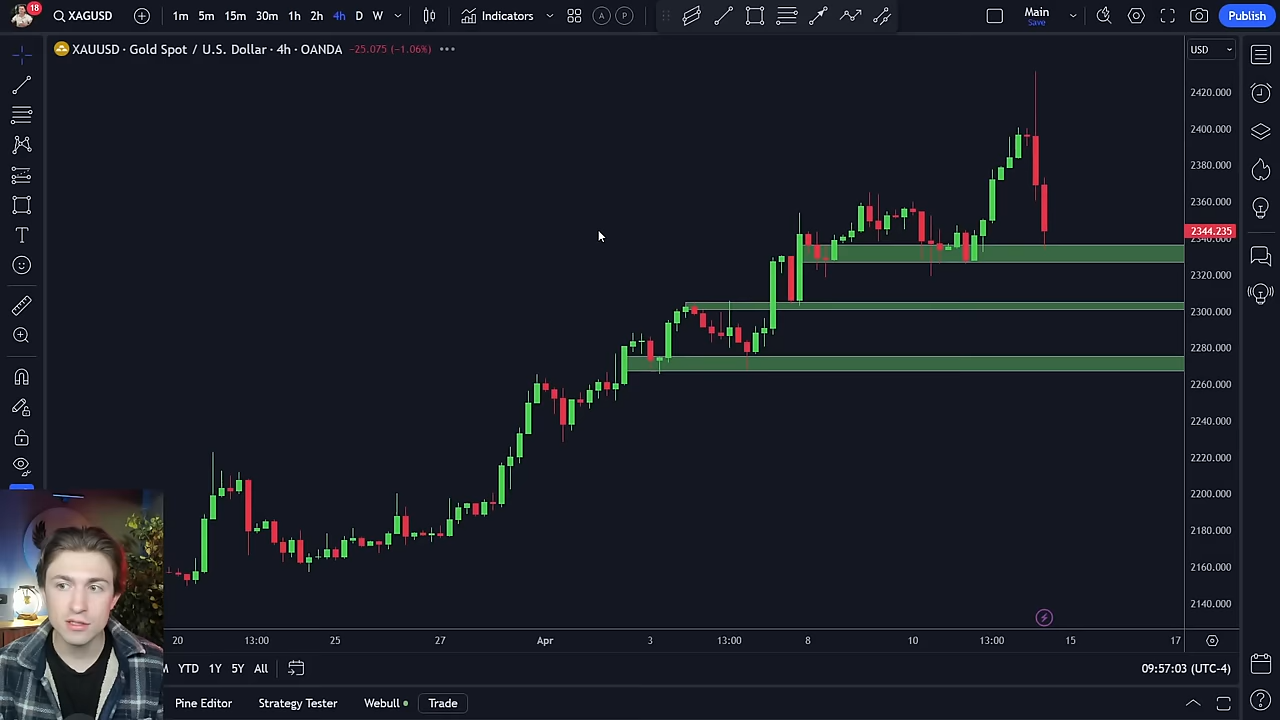 18
XAGUSD
1m 5m 15m 30m 1h 2h 4h D W
Indicators
A P
Main
Save
Publish
XAUUSD · Gold Spot / U.S. Dollar · 4h · OANDA -25.075 (-1.06%)
USD
2420.000
2400.000
2380.000
2360.000
2344.235
2320.000
2300.000
2280.000
2260.000
2240.000
2220.000
2200.000
2180.000
2160.000
2140.000
20 13:00 25 27 Apr 3 13:00 8 10 13:00 15 17
YTD 1Y 5Y All
09:57:03 (UTC-4)
Pine Editor Strategy Tester Webull Trade